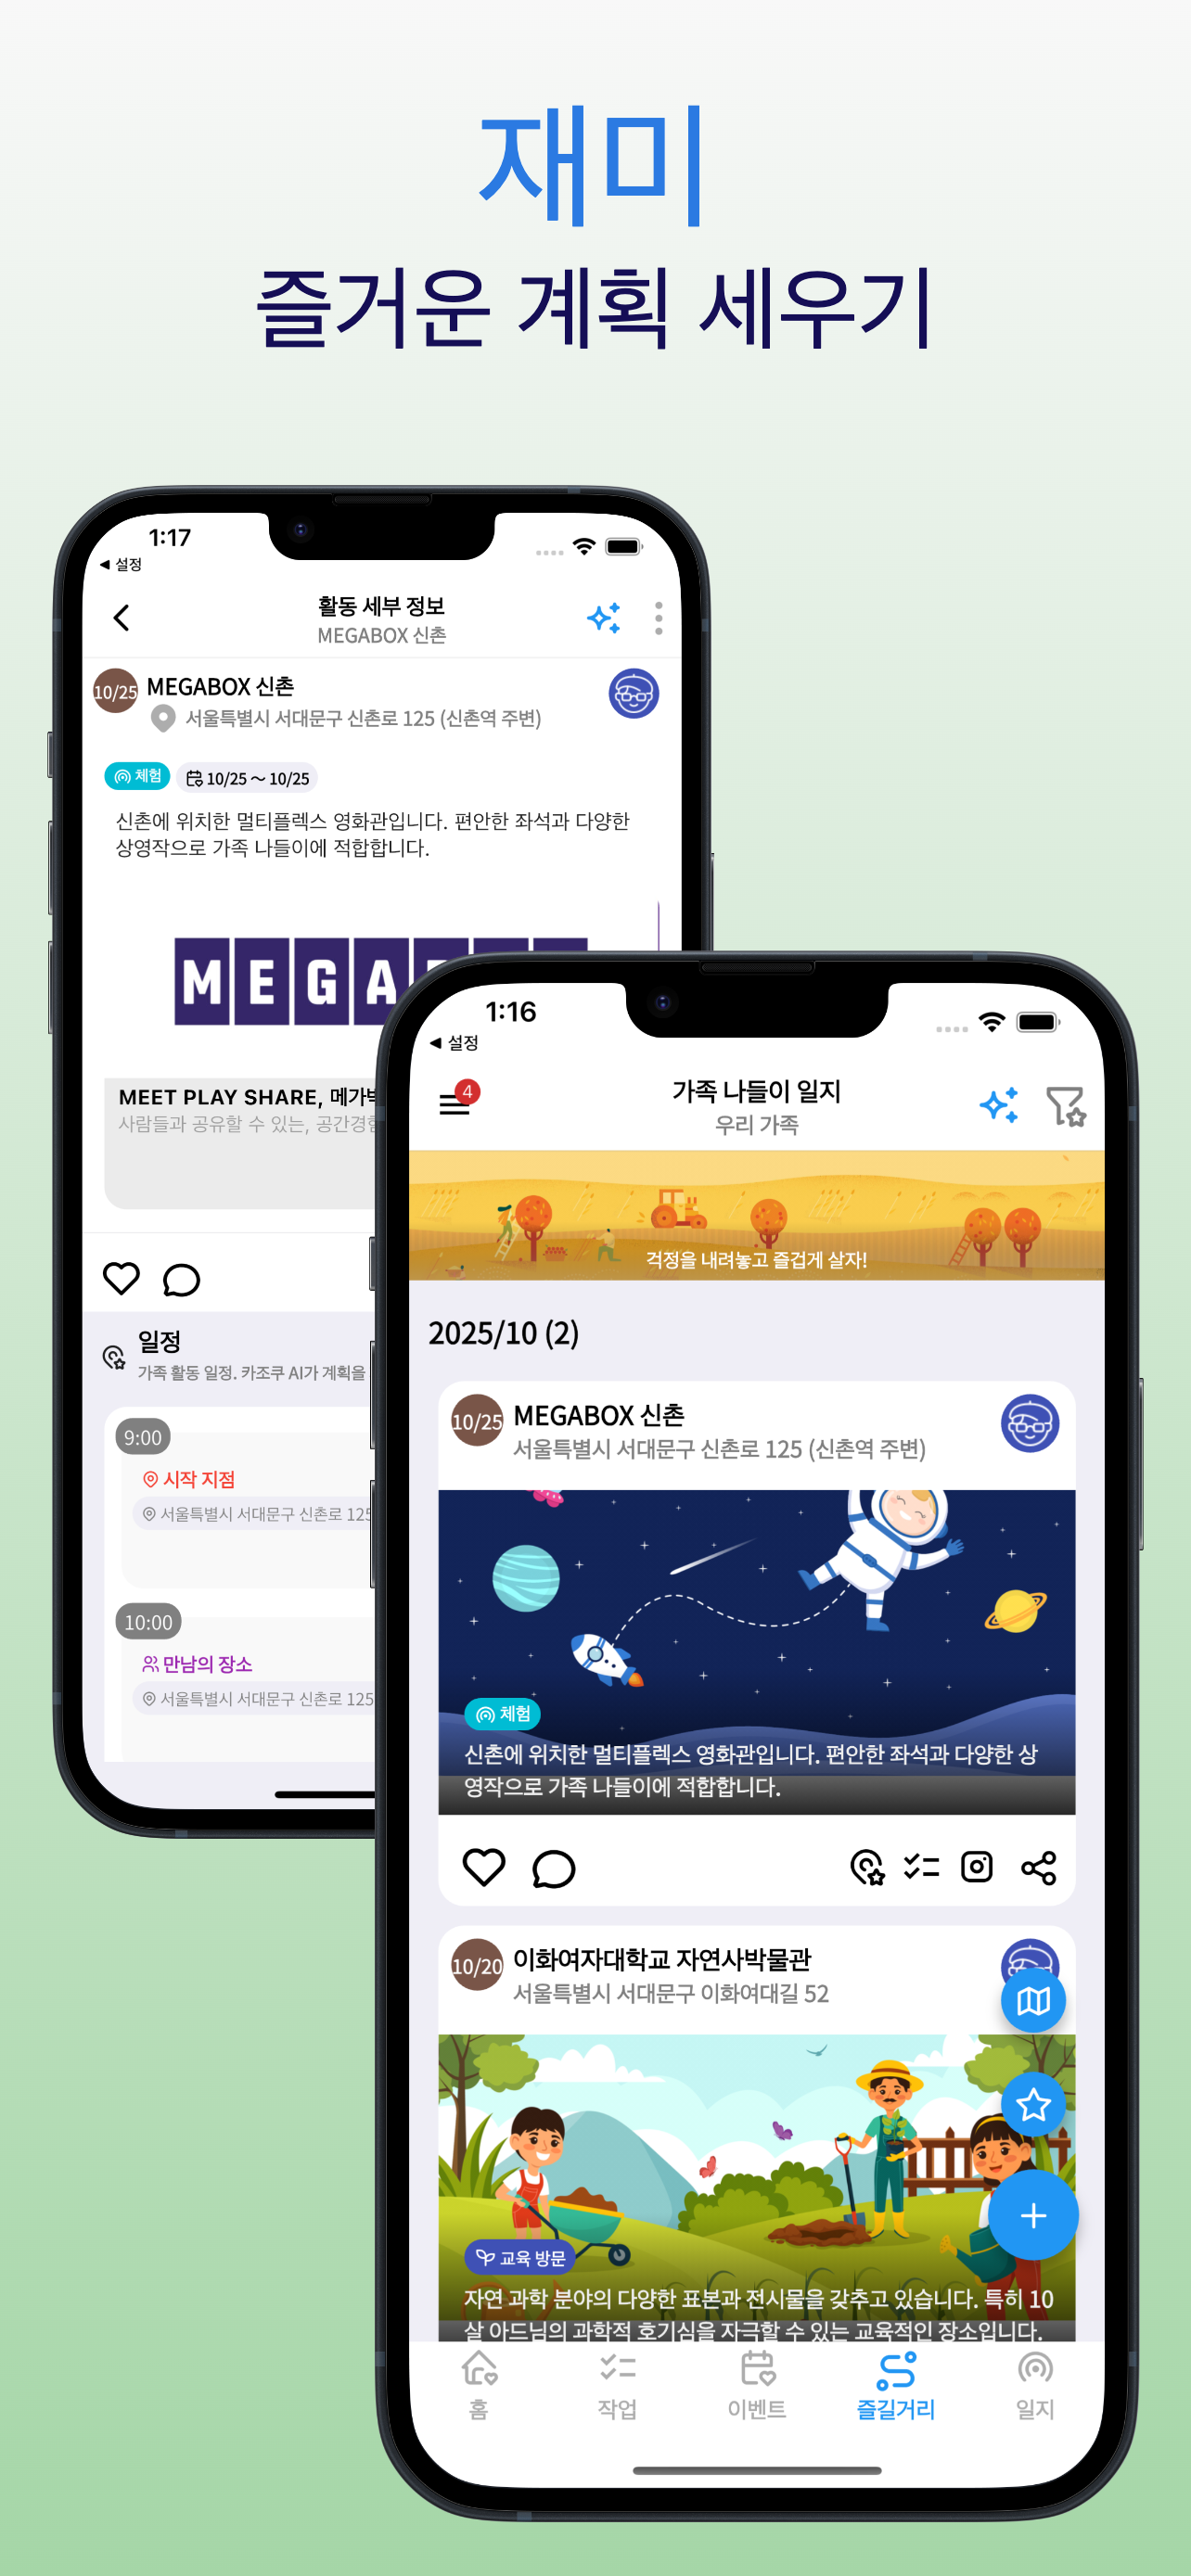 재미
즐거운 계획 세우기
1:17
◀ 설정
활동 세부 정보
MEGABOX 신촌
10/25
MEGABOX 신촌
서울특별시 서대문구 신촌로 125 (신촌역 주변)
체험
10/25 ~ 10/25
신촌에 위치한 멀티플렉스 영화관입니다. 편안한 좌석과 다양한
상영작으로 가족 나들이에 적합합니다.
MEGA
MEET PLAY SHARE, 메가
사람들과 공유할 수 있는, 공간경험
일정
가족 활동 일정. 카조쿠 AI가 계획을
9:00
시작 지점
서울특별시 서대문구 신촌로 125
10:00
만남의 장소
서울특별시 서대문구 신촌로 125
1:16
◀ 설정
4
가족 나들이 일지
우리 가족
걱정을 내려놓고 즐겁게 살자!
2025/10 (2)
10/25
MEGABOX 신촌
서울특별시 서대문구 신촌로 125 (신촌역 주변)
체험
신촌에 위치한 멀티플렉스 영화관입니다. 편안한 좌석과 다양한 상
영작으로 가족 나들이에 적합합니다.
10/20
이화여자대학교 자연사박물관
서울특별시 서대문구 이화여대길 52
교육 방문
자연 과학 분야의 다양한 표본과 전시물을 갖추고 있습니다. 특히 10
살 아드님의 과학적 호기심을 자극할 수 있는 교육적인 장소입니다.
홈
작업
이벤트
즐길거리
일지